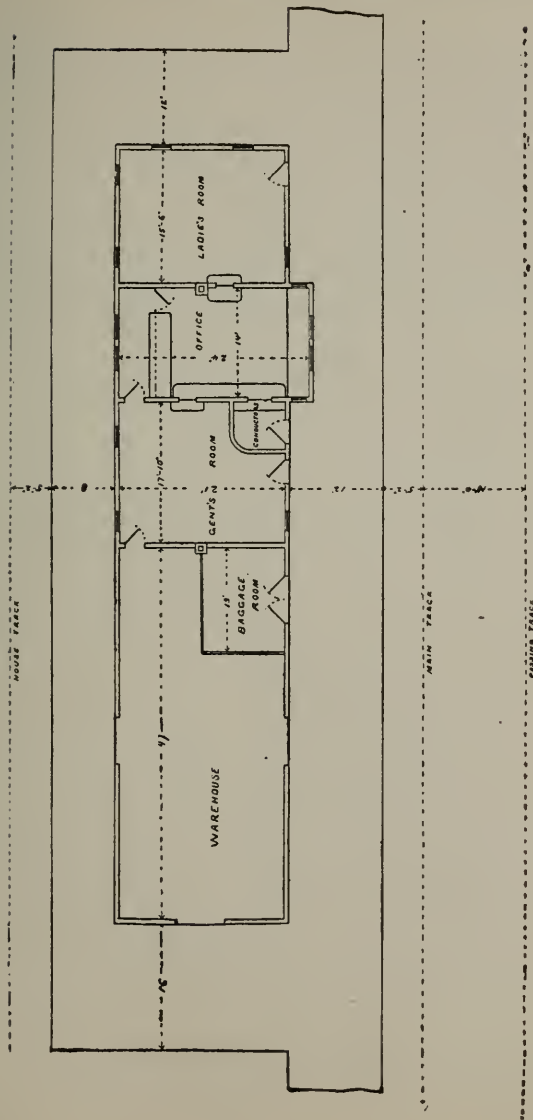 12'
LADIE'S ROOM
15'-6"
OFFICE
14'
CONDUCTORS
17'-10"
GENT'S ROOM
BAGGAGE
ROOM
13'
WAREHOUSE
HOUSE TRACK
MAIN TRACK
PASSING TRACK